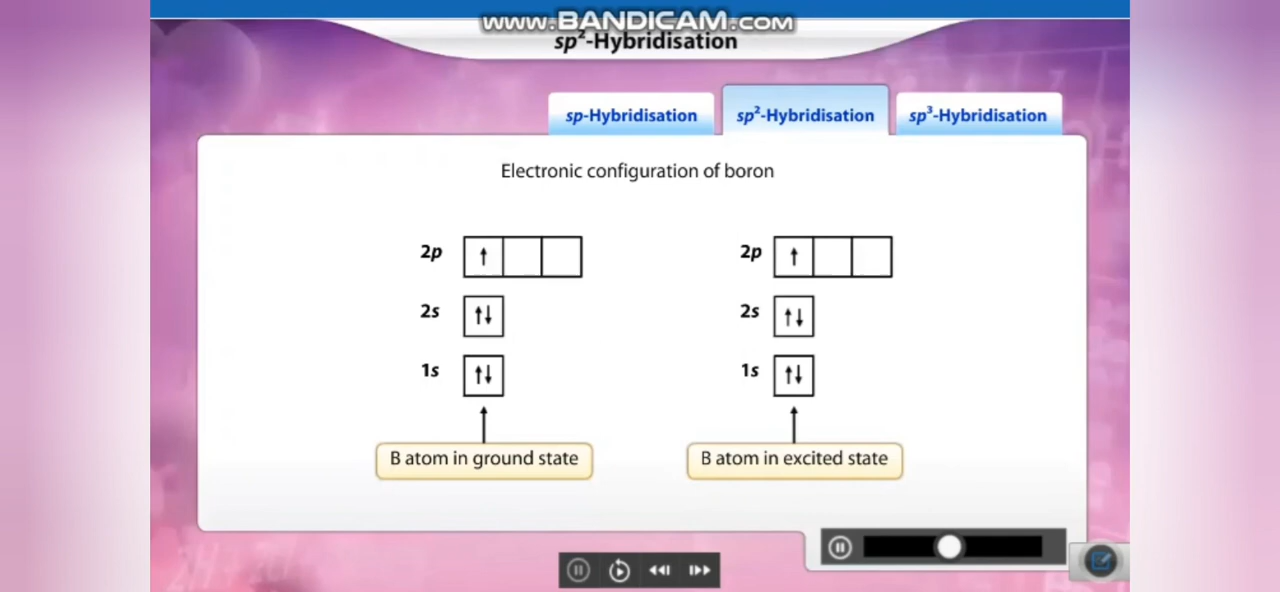 WWW.BANDICAM.COM
sp²-Hybridisation
sp-Hybridisation
sp²-Hybridisation
sp³-Hybridisation
Electronic configuration of boron
2p ↑
2p ↑
2s ↑↓
2s ↑↓
1s ↑↓
1s ↑↓
B atom in ground state
B atom in excited state